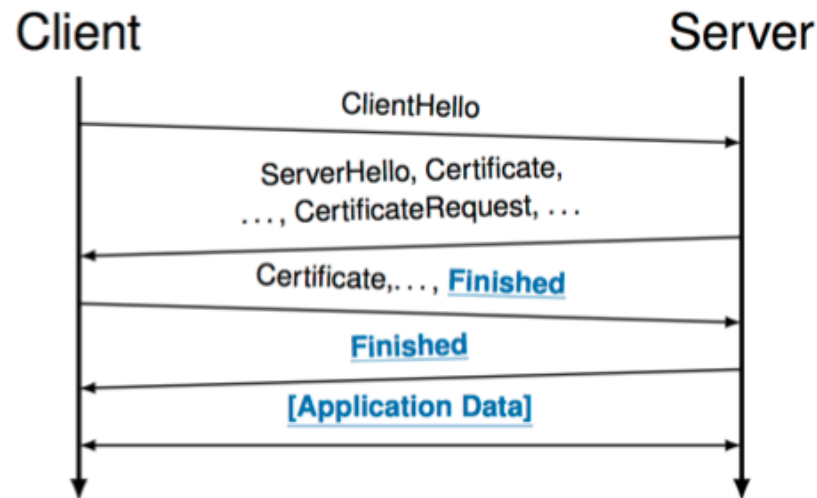 Client
Server
ClientHello
ServerHello, Certificate,
..., CertificateRequest, ...
Certificate,..., Finished
Finished
[Application Data]